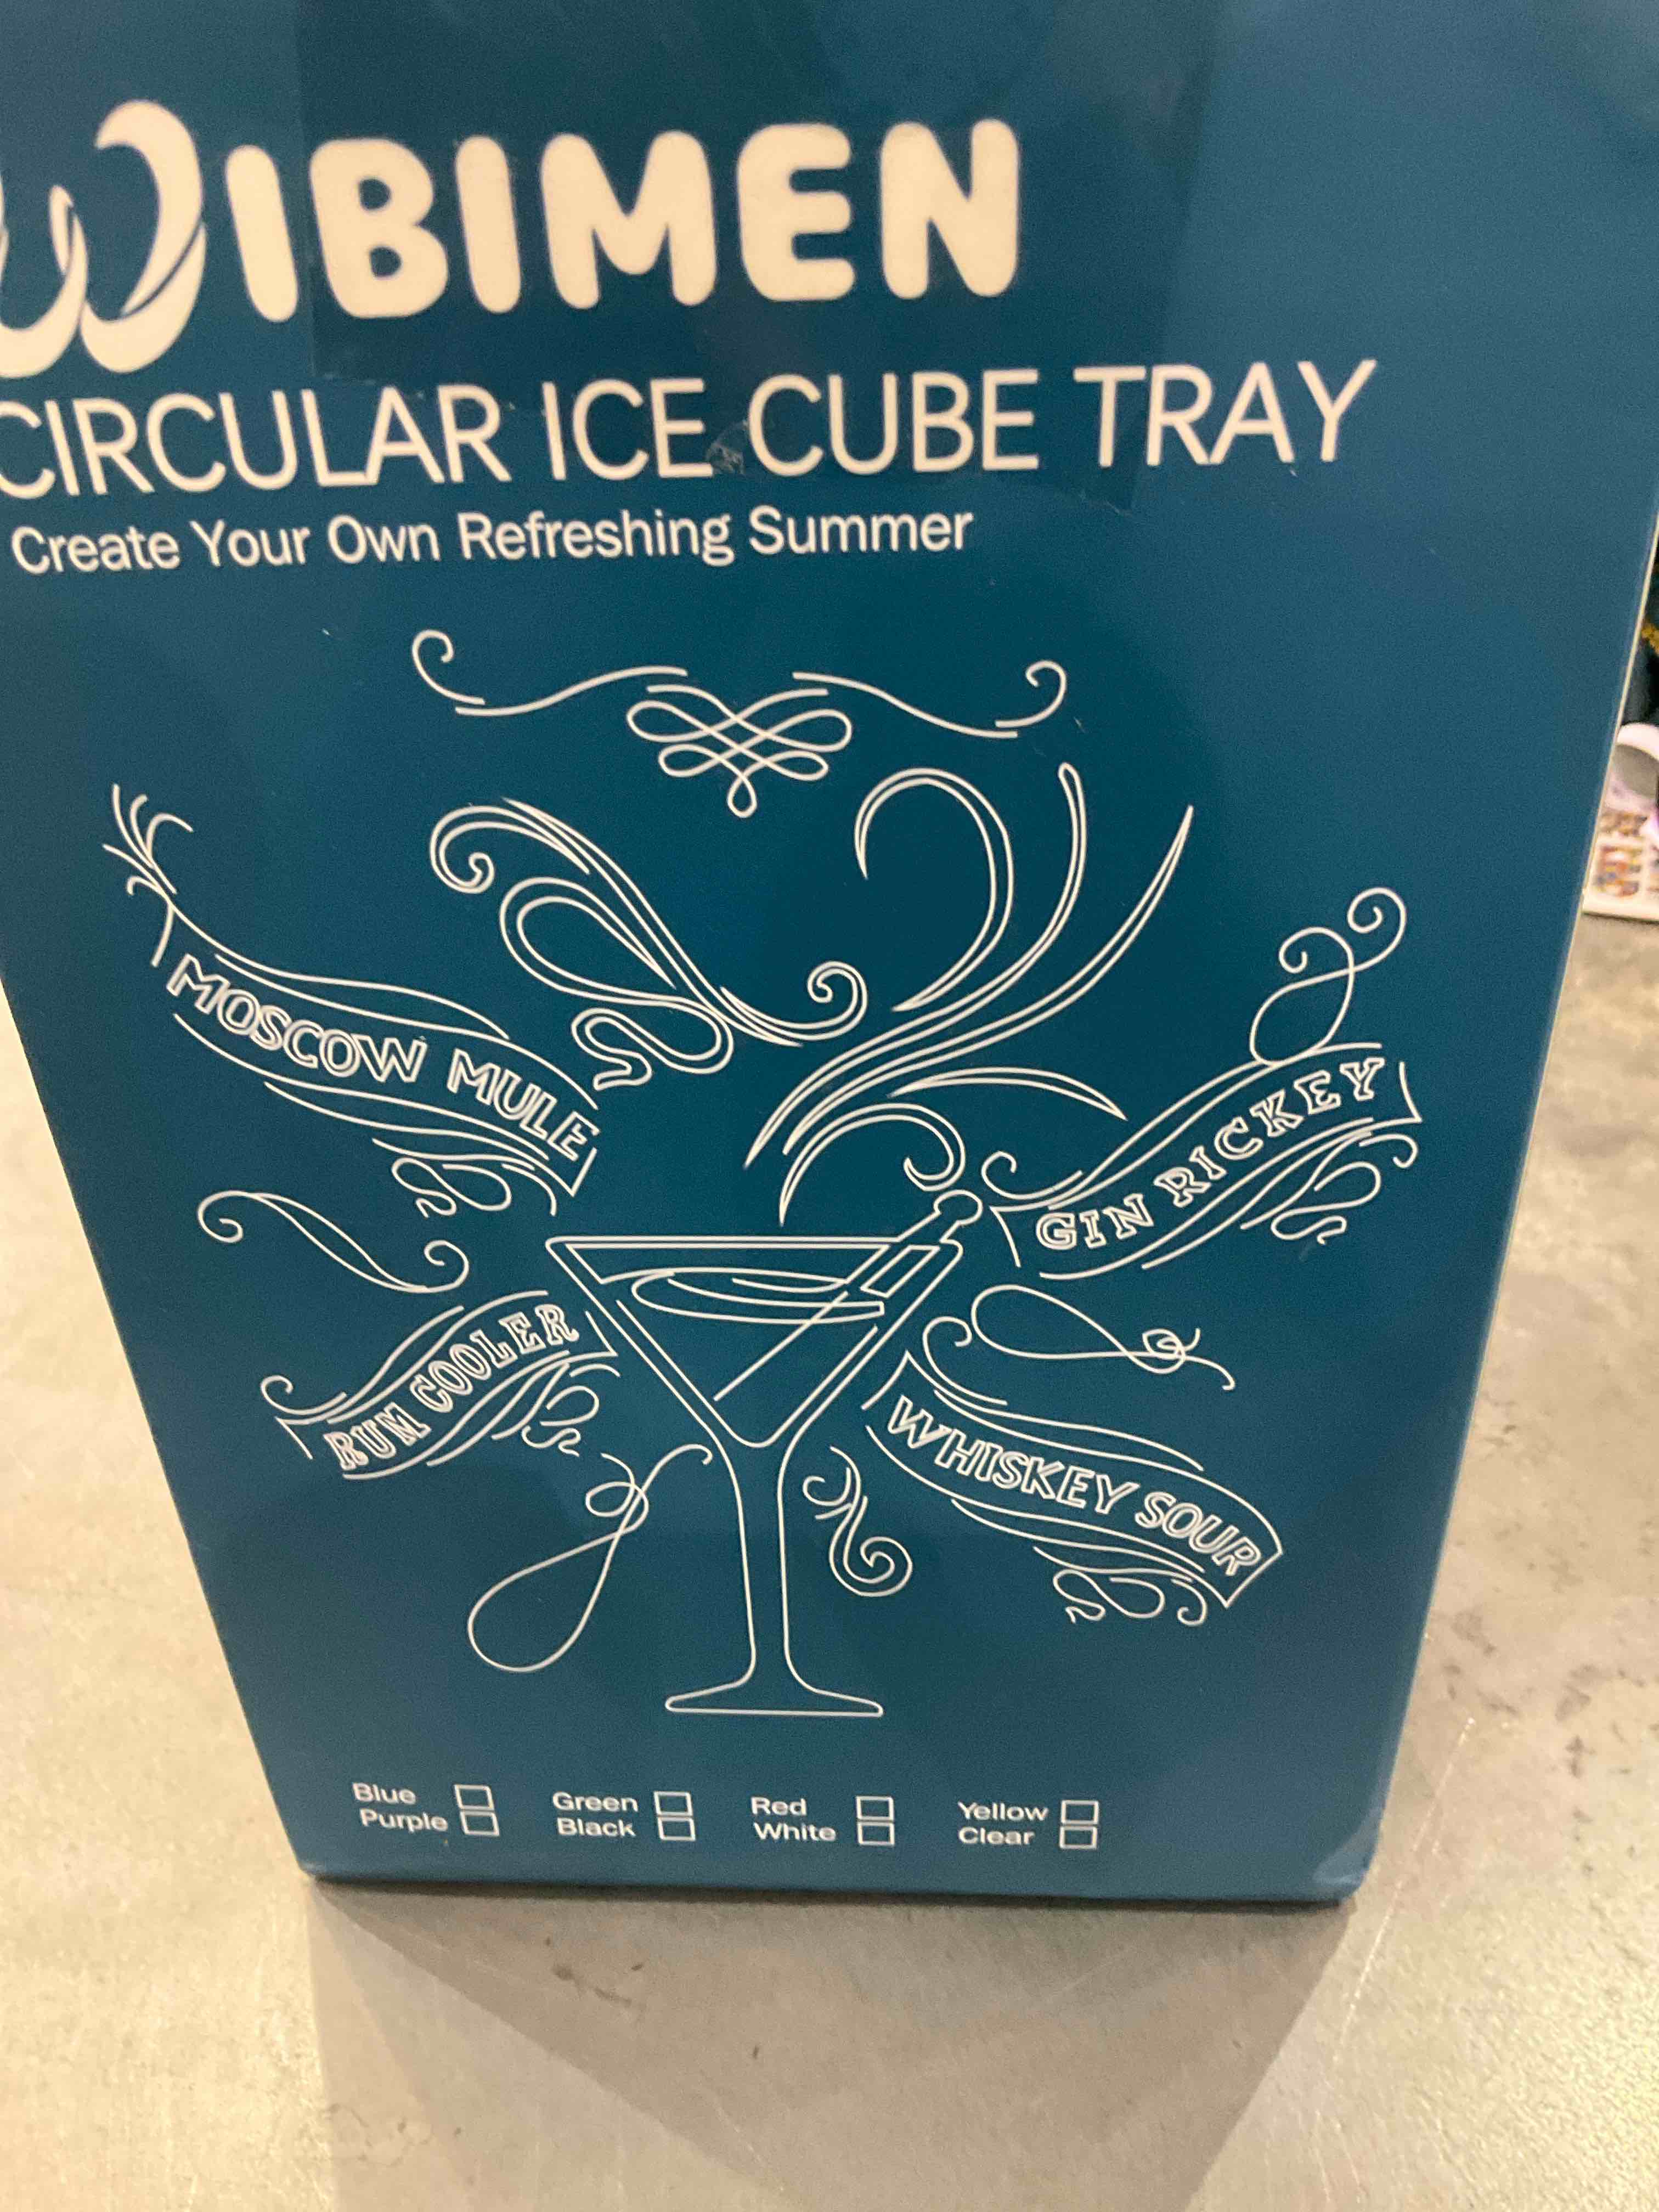 WIBIMEN
CIRCULAR ICE CUBE TRAY
Create Your Own Refreshing Summer
MOSCOW MULE
GIN RICKEY
RUM COOLER
WHISKEY SOUR
Blue Green Red Yellow
Purple Black White Clear